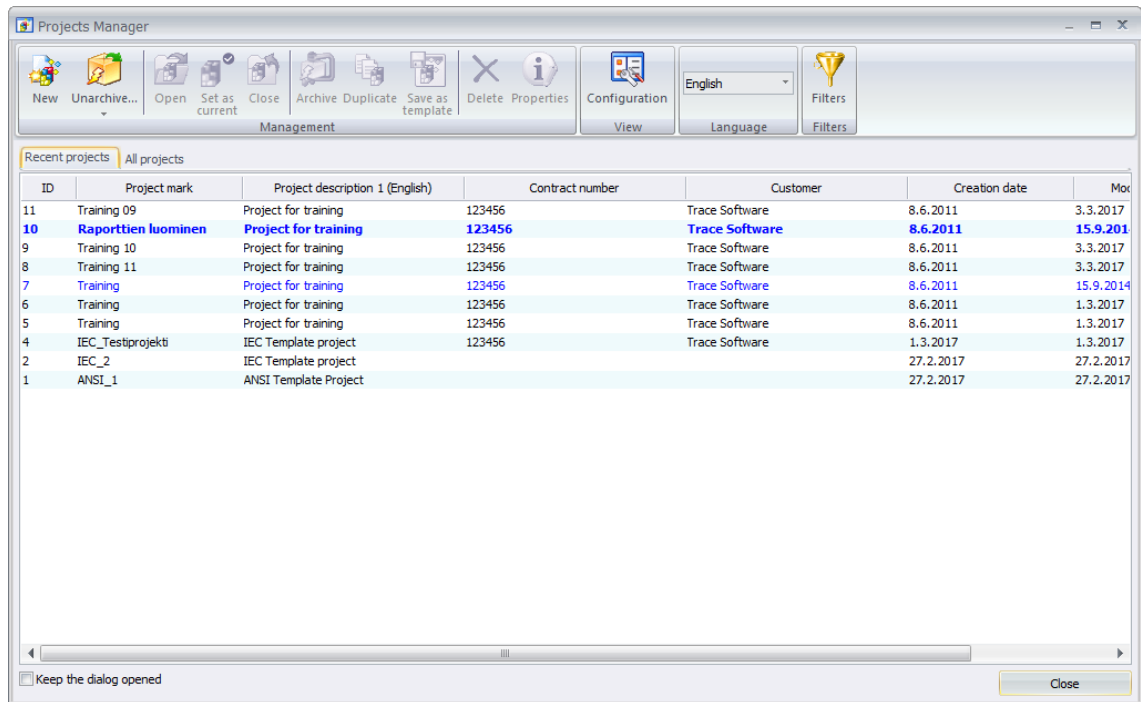 Projects Manager
New Unarchive... Open Set as current Close Archive Duplicate Save as template Delete Properties Configuration English Filters
Management View Language Filters
Recent projects All projects
ID Project mark Project description 1 (English) Contract number Customer Creation date Moc
11 Training 09 Project for training 123456 Trace Software 8.6.2011 3.3.2017
10 Raporttien luominen Project for training 123456 Trace Software 8.6.2011 15.9.201
9 Training 10 Project for training 123456 Trace Software 8.6.2011 3.3.2017
8 Training 11 Project for training 123456 Trace Software 8.6.2011 3.3.2017
7 Training Project for training 123456 Trace Software 8.6.2011 15.9.2014
6 Training Project for training 123456 Trace Software 8.6.2011 1.3.2017
5 Training Project for training 123456 Trace Software 8.6.2011 1.3.2017
4 IEC_Testiprojekti IEC Template project 123456 Trace Software 1.3.2017 1.3.2017
2 IEC_2 IEC Template project 27.2.2017 27.2.2017
1 ANSI_1 ANSI Template Project 27.2.2017 27.2.2017
Keep the dialog opened Close